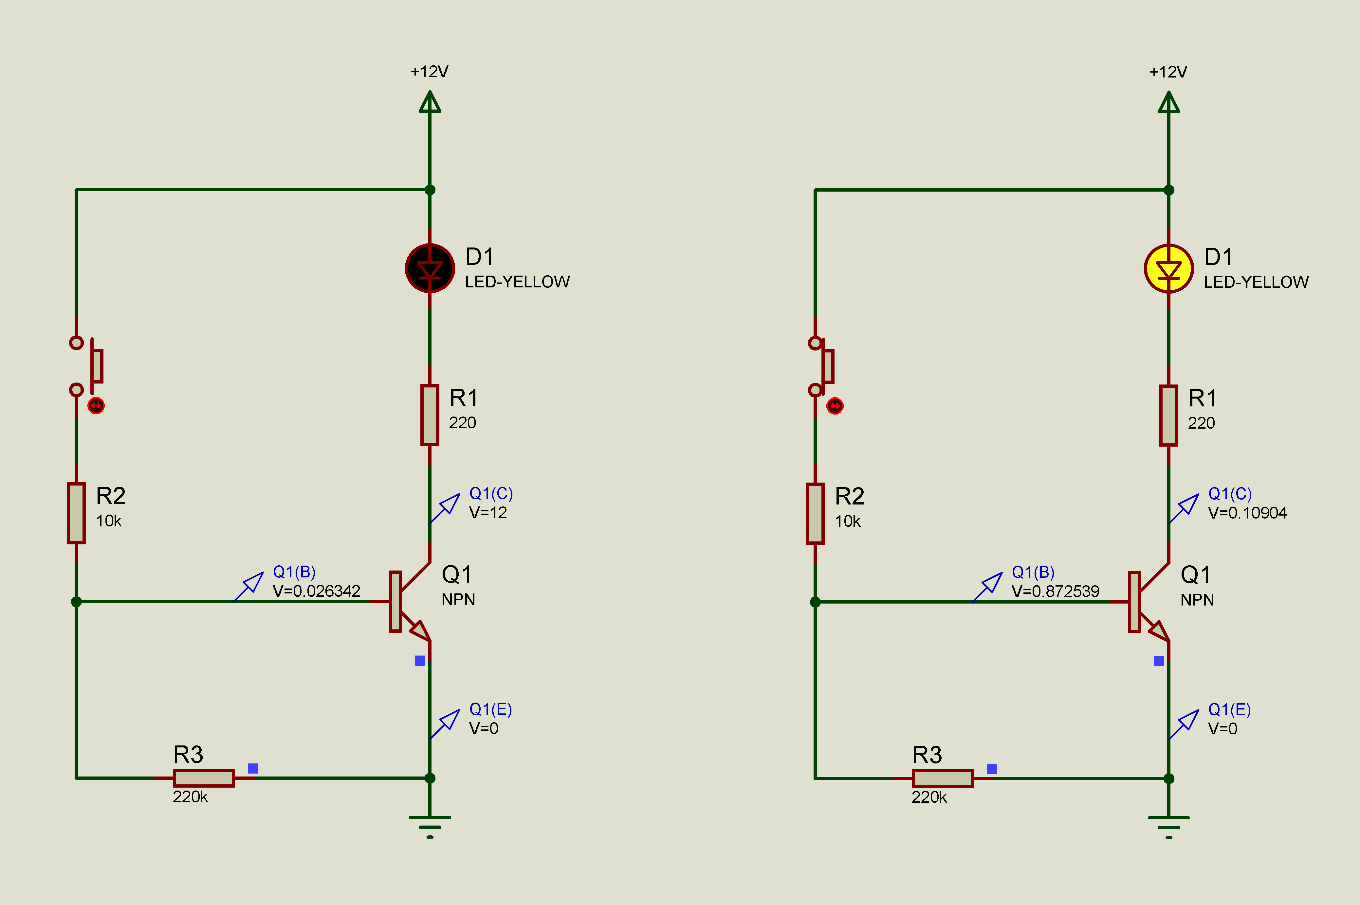 +12V
D1
LED-YELLOW
R1
220
R2
10k
Q1(C)
V=12
Q1(B)
V=0.026342
Q1
NPN
Q1(E)
V=0
R3
220k
+12V
D1
LED-YELLOW
R1
220
R2
10k
Q1(C)
V=0.10904
Q1(B)
V=0.872539
Q1
NPN
Q1(E)
V=0
R3
220k